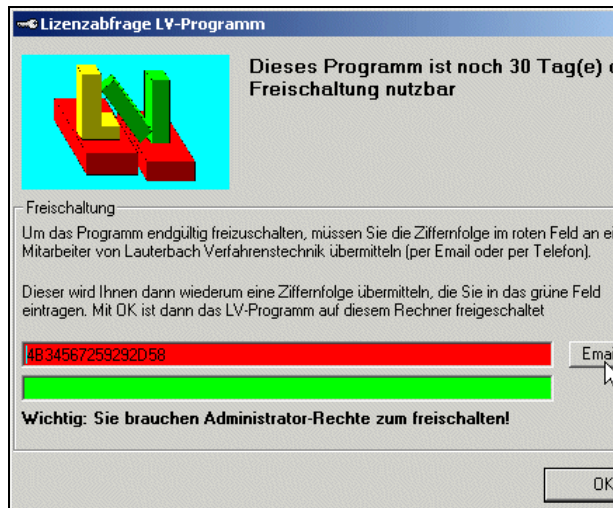 Lizenzabfrage LV-Programm
Dieses Programm ist noch 30 Tag(e)
Freischaltung nutzbar
Freischaltung
Um das Programm endgültig freizuschalten, müssen Sie die Ziffernfolge im roten Feld an
Mitarbeiter von Lauterbach Verfahrenstechnik übermitteln (per Email oder per Telefon).
Dieser wird Ihnen dann wiederum eine Ziffernfolge übermitteln, die Sie in das grüne Feld
eintragen. Mit OK ist dann das LV-Programm auf diesem Rechner freigeschaltet
4B34567259292D58
Wichtig: Sie brauchen Administrator-Rechte zum freischalten!
OK